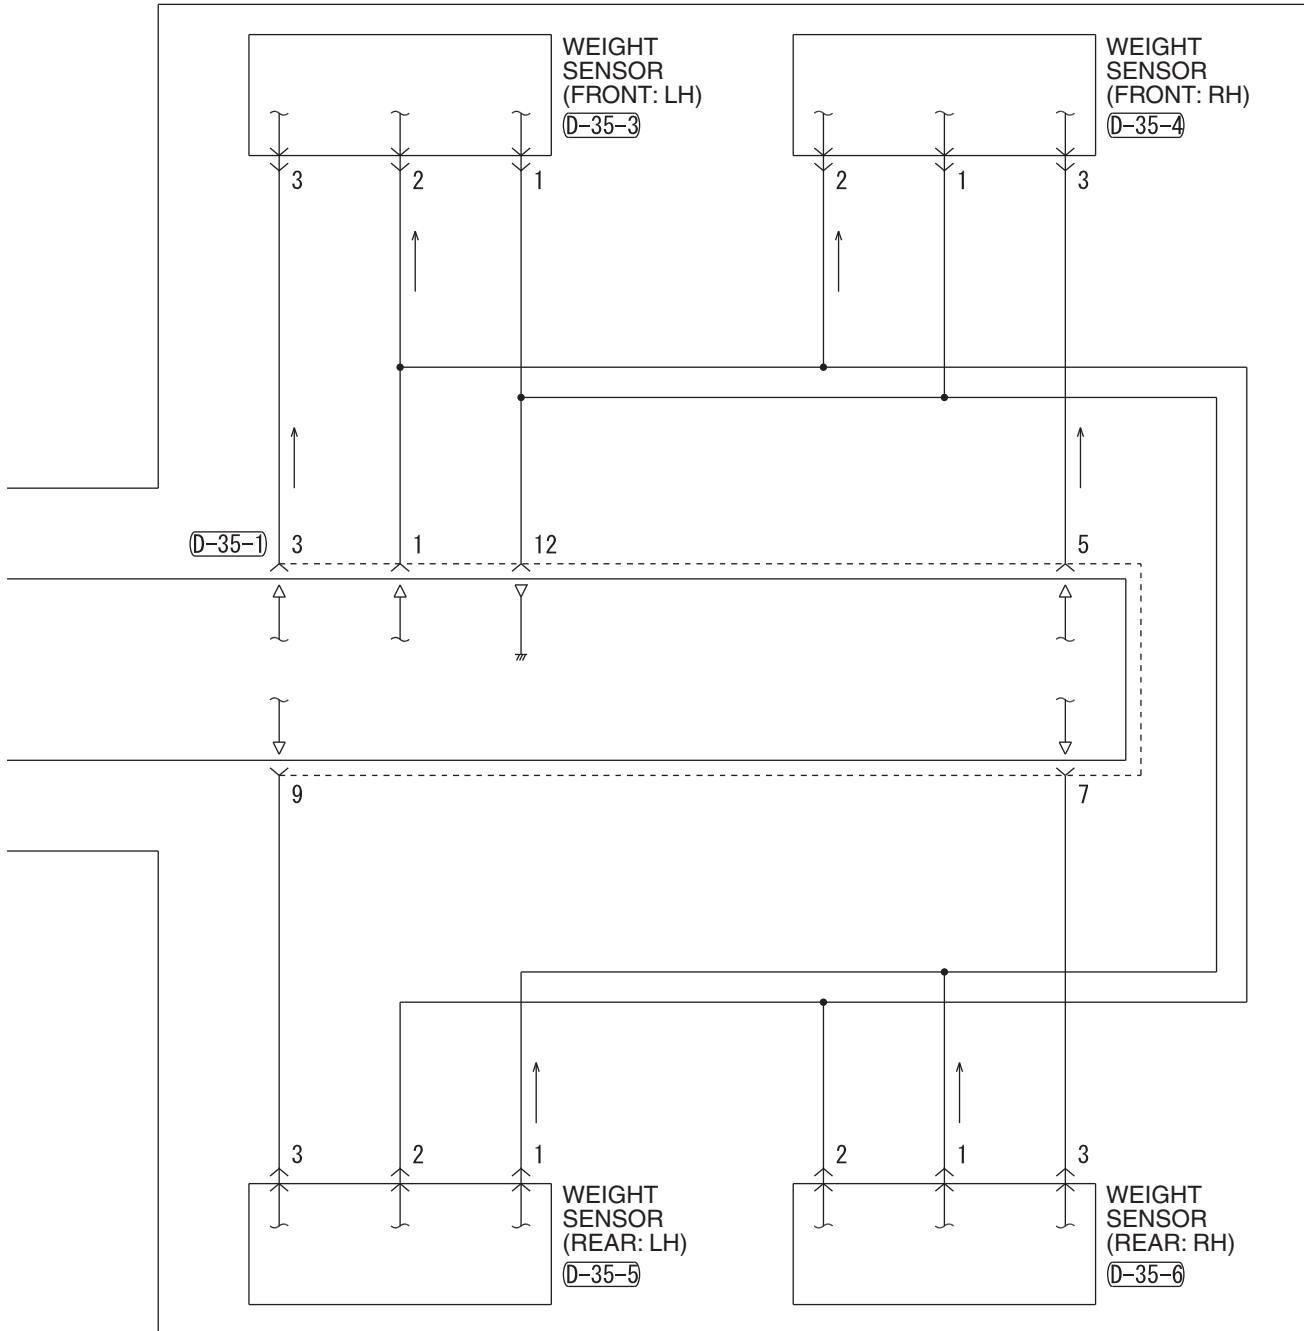 WEIGHT
SENSOR
(FRONT: LH)
D-35-3
WEIGHT
SENSOR
(FRONT: RH)
D-35-4
3 2 1 2 1 3
D-35-1 3 1 12 5
9 7
3 2 1 2 1 3
WEIGHT
SENSOR
(REAR: LH)
D-35-5
WEIGHT
SENSOR
(REAR: RH)
D-35-6